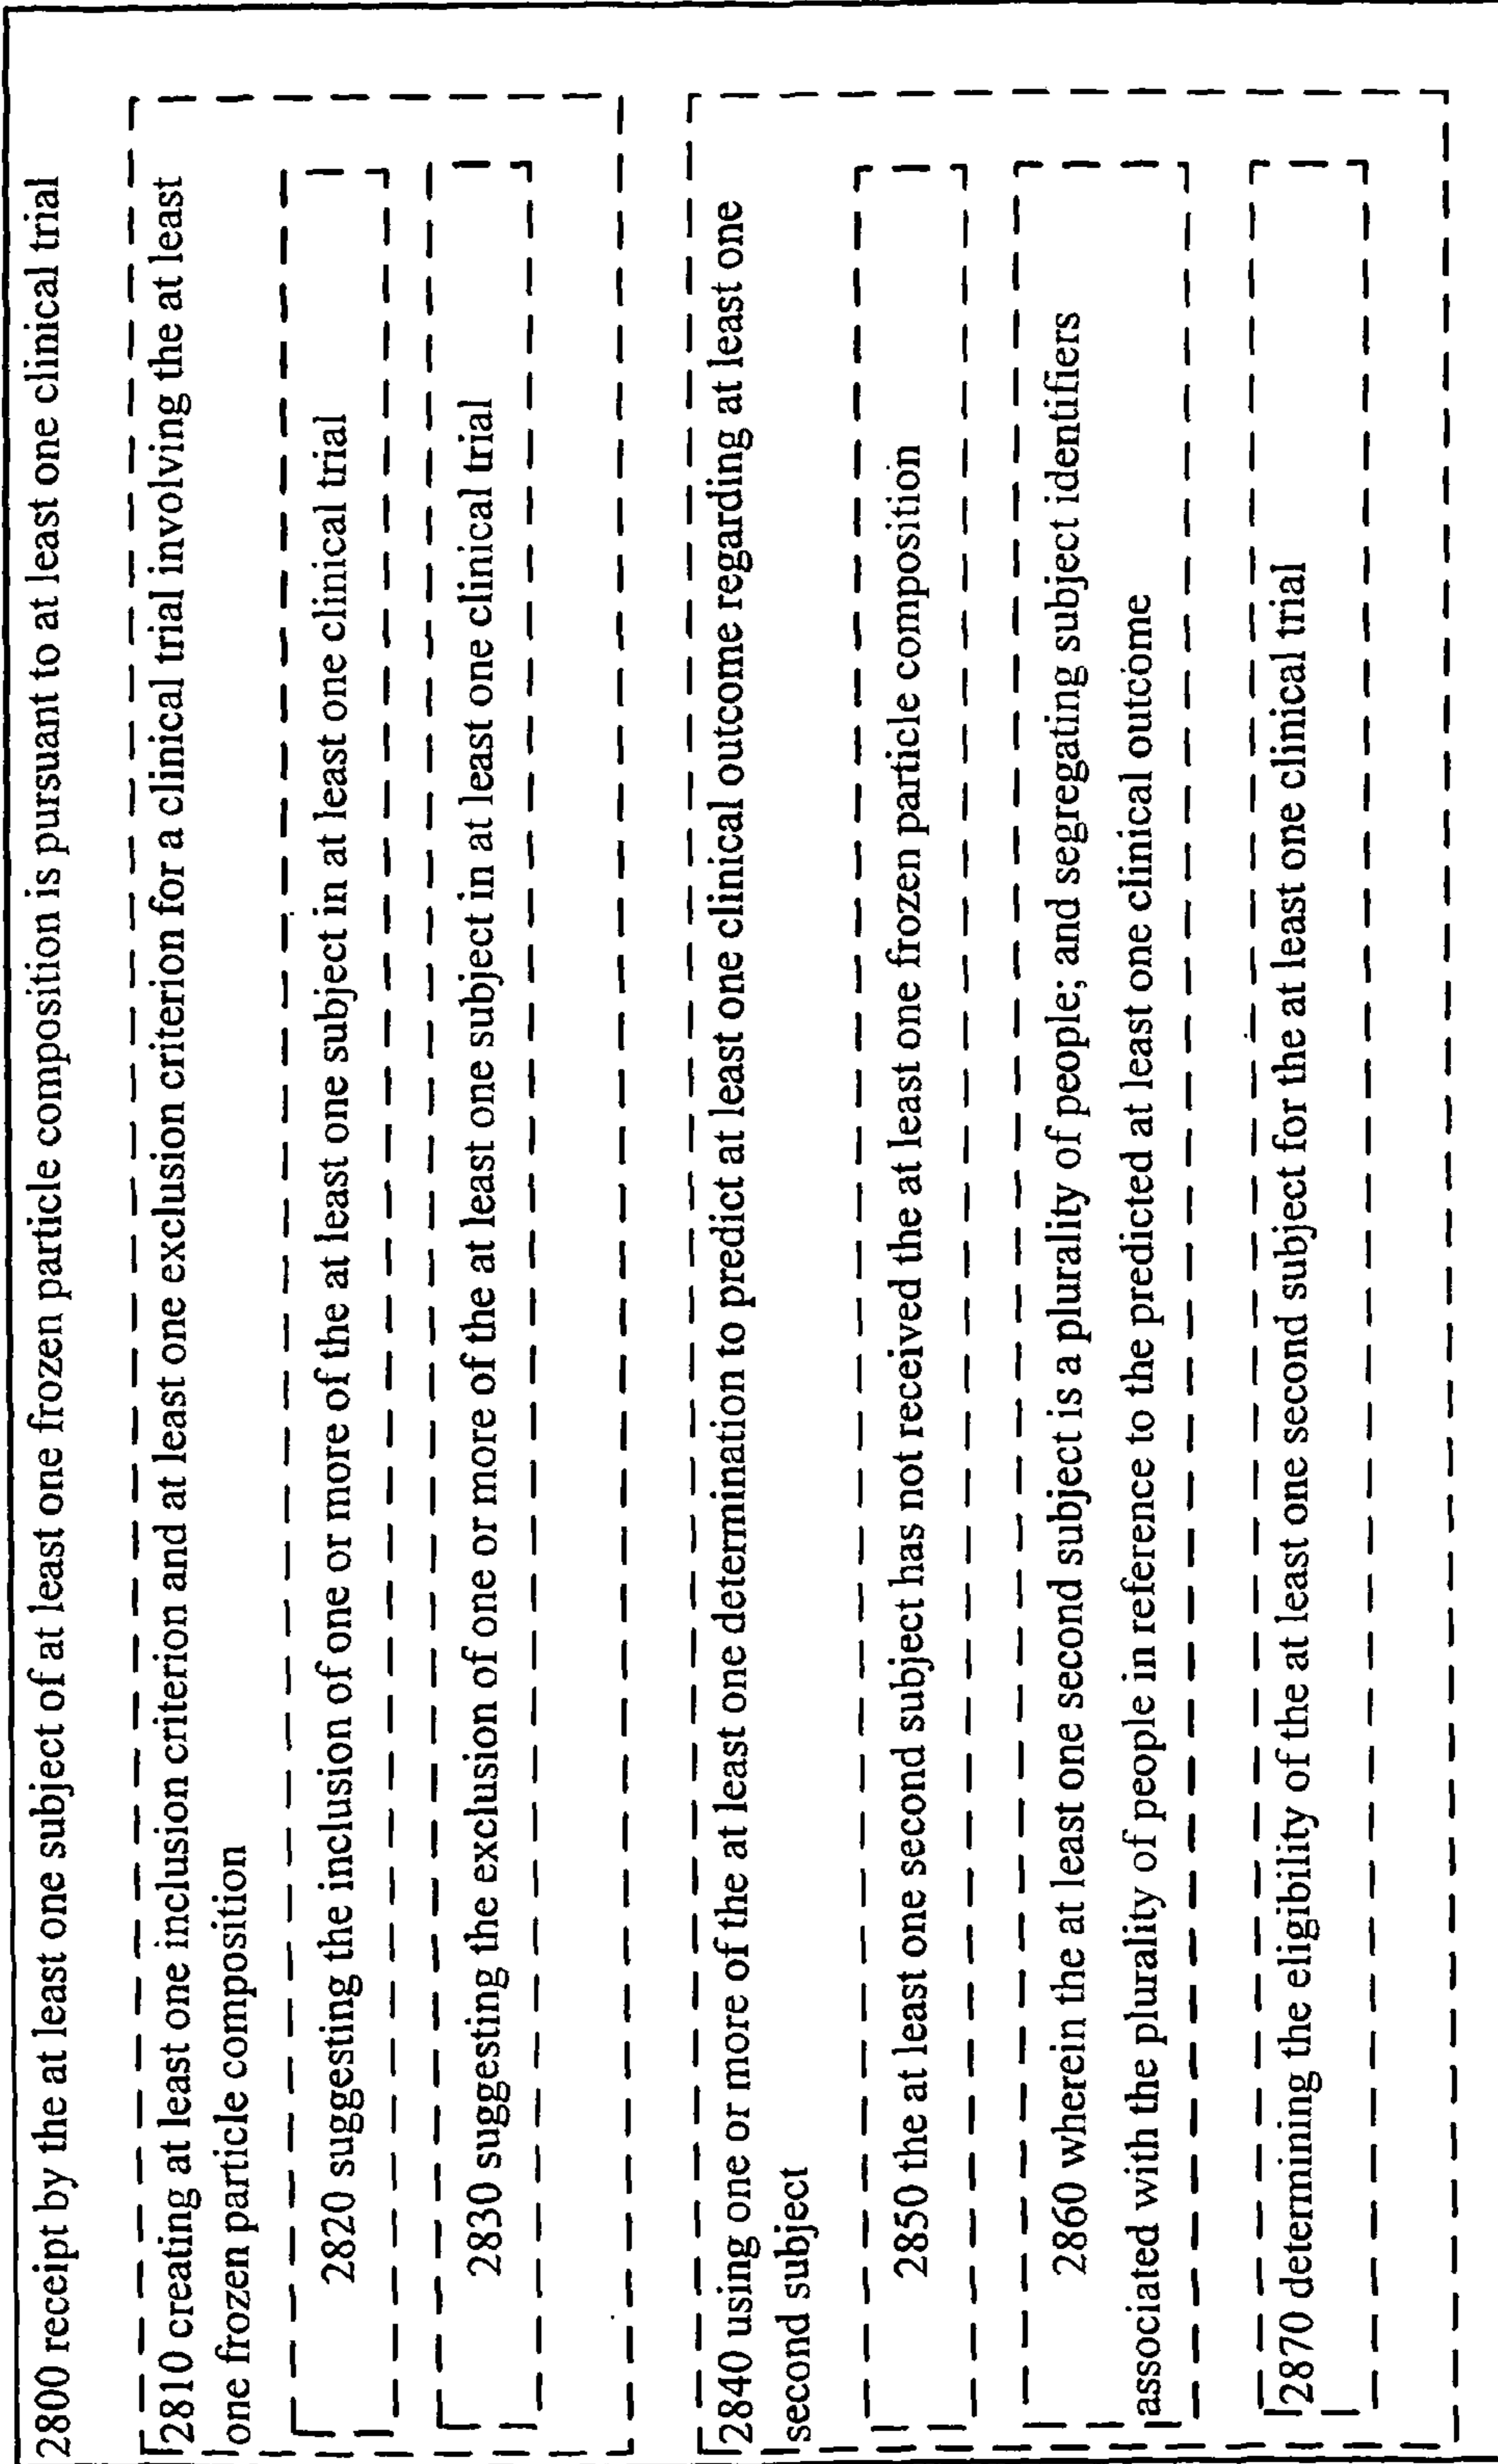 2800 receipt by the at least one subject of at least one frozen particle composition is pursuant to at least one clinical trial
2810 creating at least one inclusion criterion and at least one exclusion criterion for a clinical trial involving the at least
one frozen particle composition
2820 suggesting the inclusion of one or more of the at least one subject in at least one clinical trial
2830 suggesting the exclusion of one or more of the at least one subject in at least one clinical trial
2840 using one or more of the at least one determination to predict at least one clinical outcome regarding at least one
second subject
2850 the at least one second subject has not received the at least one frozen particle composition
2860 wherein the at least one second subject is a plurality of people; and segregating subject identifiers
associated with the plurality of people in reference to the predicted at least one clinical outcome
2870 determining the eligibility of the at least one second subject for the at least one clinical trial